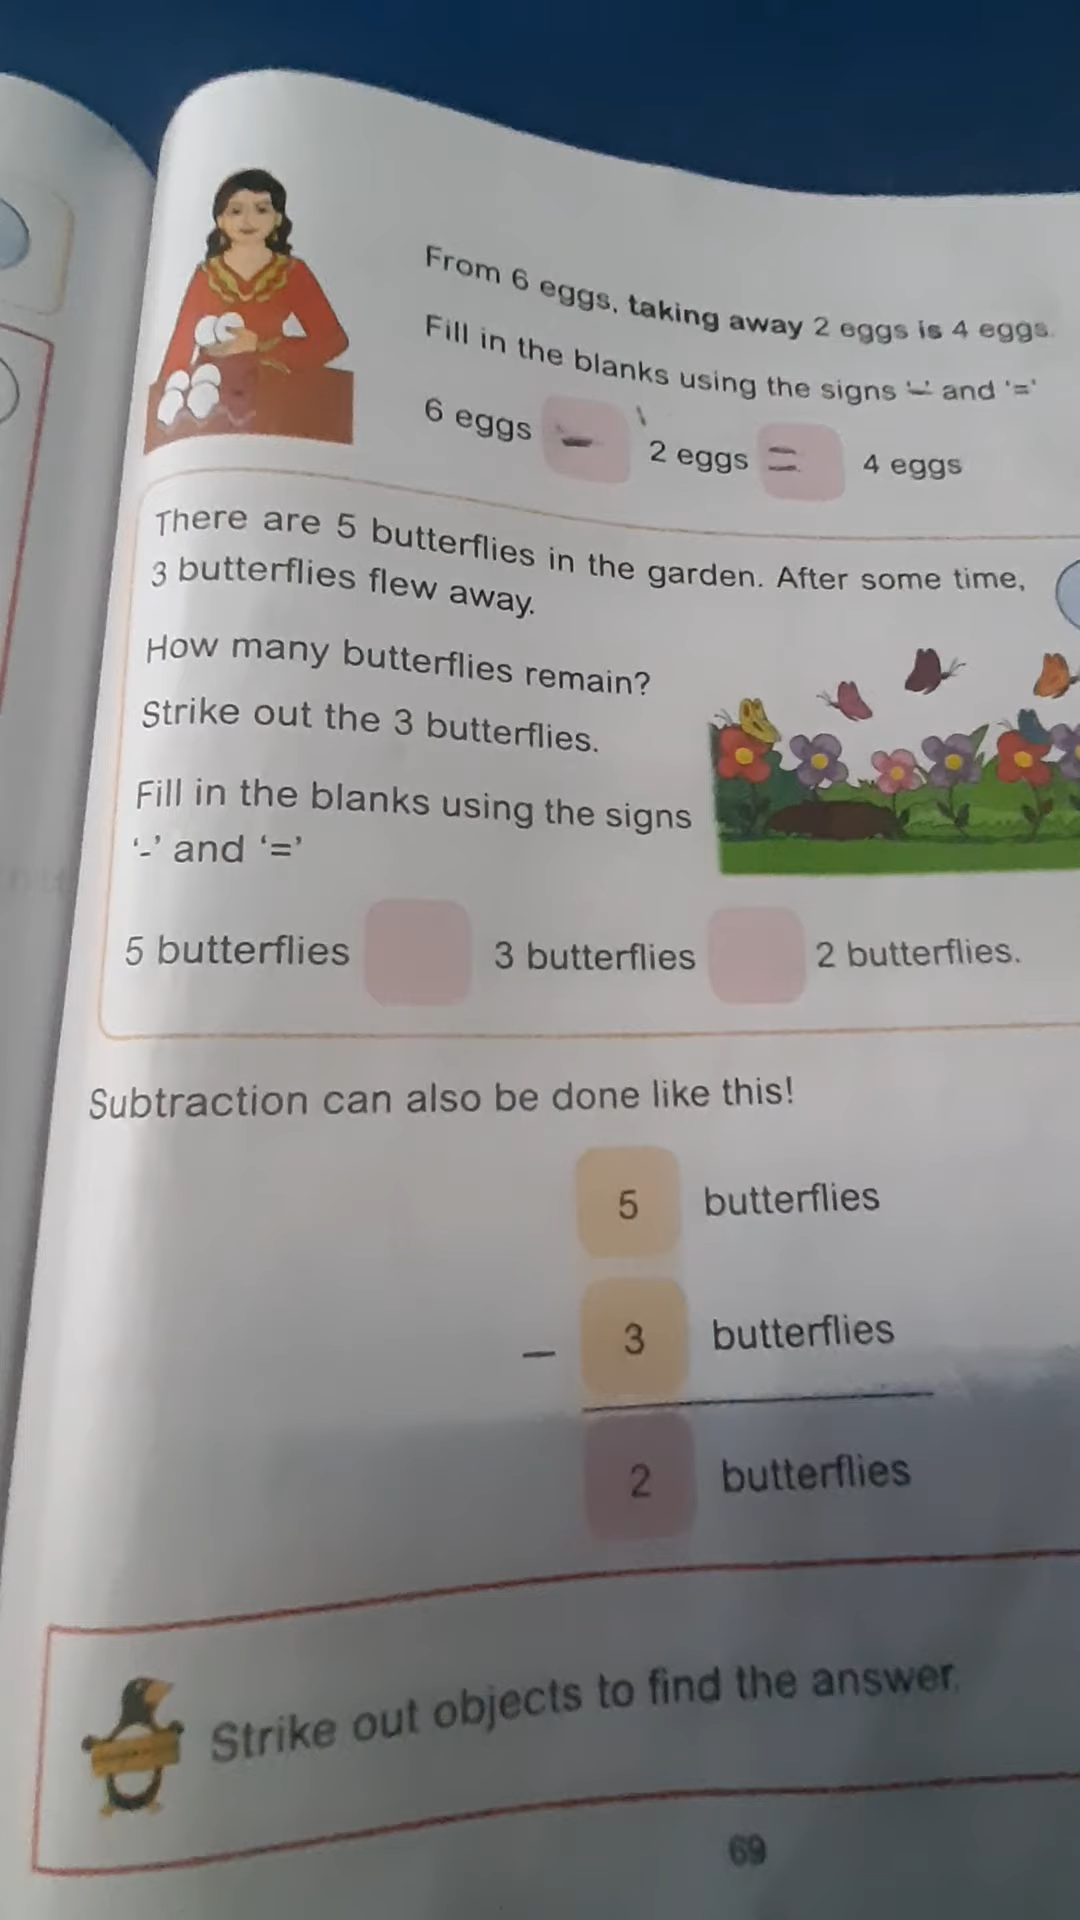 From 6 eggs, taking away 2 eggs is 4 eggs.
Fill in the blanks using the signs '–' and '='
6 eggs - 2 eggs = 4 eggs
There are 5 butterflies in the garden. After some time,
3 butterflies flew away.
How many butterflies remain?
Strike out the 3 butterflies.
Fill in the blanks using the signs
‘-’ and ‘=’
5 butterflies 3 butterflies 2 butterflies.
Subtraction can also be done like this!
5 butterflies
– 3 butterflies
2 butterflies
Strike out objects to find the answer.
69